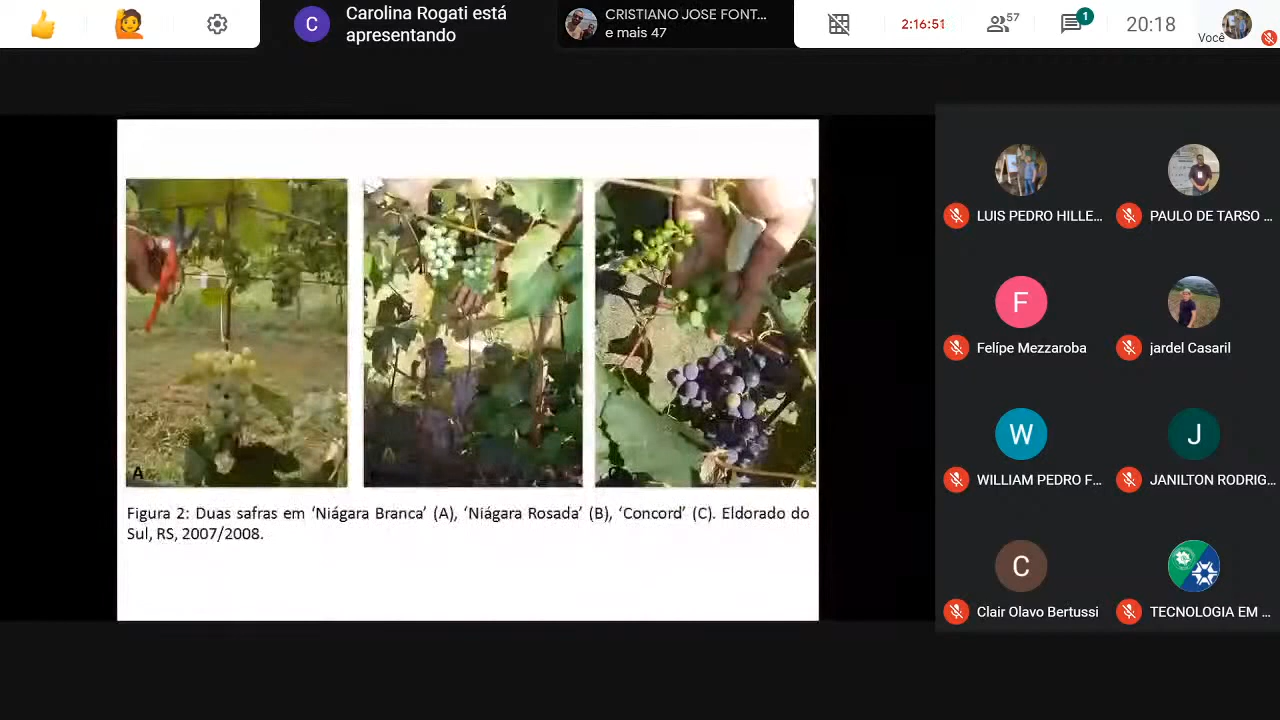 C
Carolina Rogati está
apresentando
CRISTIANO JOSE FONT...
e mais 47
2:16:51
57
1
20:18
Você
LUIS PEDRO HILLE...
PAULO DE TARSO ...
F
Felípe Mezzaroba
jardel Casaril
W
WILLIAM PEDRO F...
J
JANILTON RODRIG...
C
Clair Olavo Bertussi
TECNOLOGIA EM ...
A
Figura 2: Duas safras em ‘Niágara Branca’ (A), ‘Niágara Rosada’ (B), ‘Concord’ (C). Eldorado do
Sul, RS, 2007/2008.